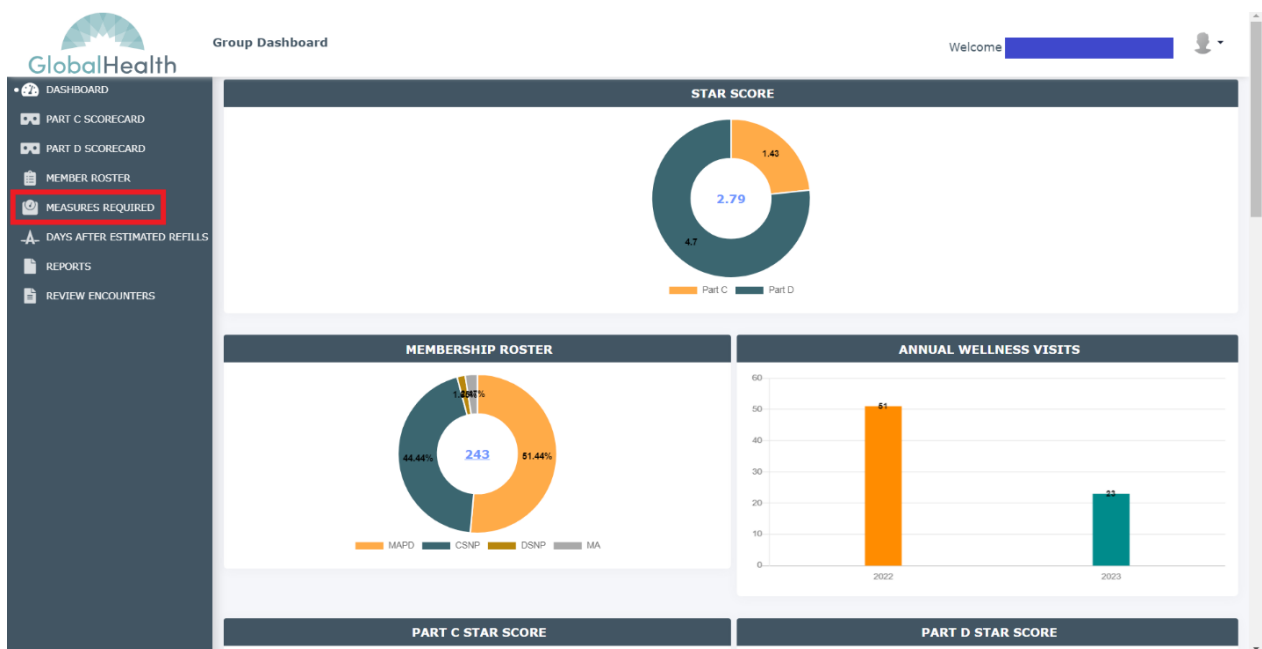 GlobalHealth
Group Dashboard
Welcome
DASHBOARD
PART C SCORECARD
PART D SCORECARD
MEMBER ROSTER
MEASURES REQUIRED
DAYS AFTER ESTIMATED REFILLS
REPORTS
REVIEW ENCOUNTERS
STAR SCORE
1.43
2.79
4.7
Part C Part D
MEMBERSHIP ROSTER
44.44% 243 51.44%
MAPD CSNP DSNP MA
ANNUAL WELLNESS VISITS
60
50
51
40
30
20
23
10
0
2022 2023
PART C STAR SCORE
PART D STAR SCORE